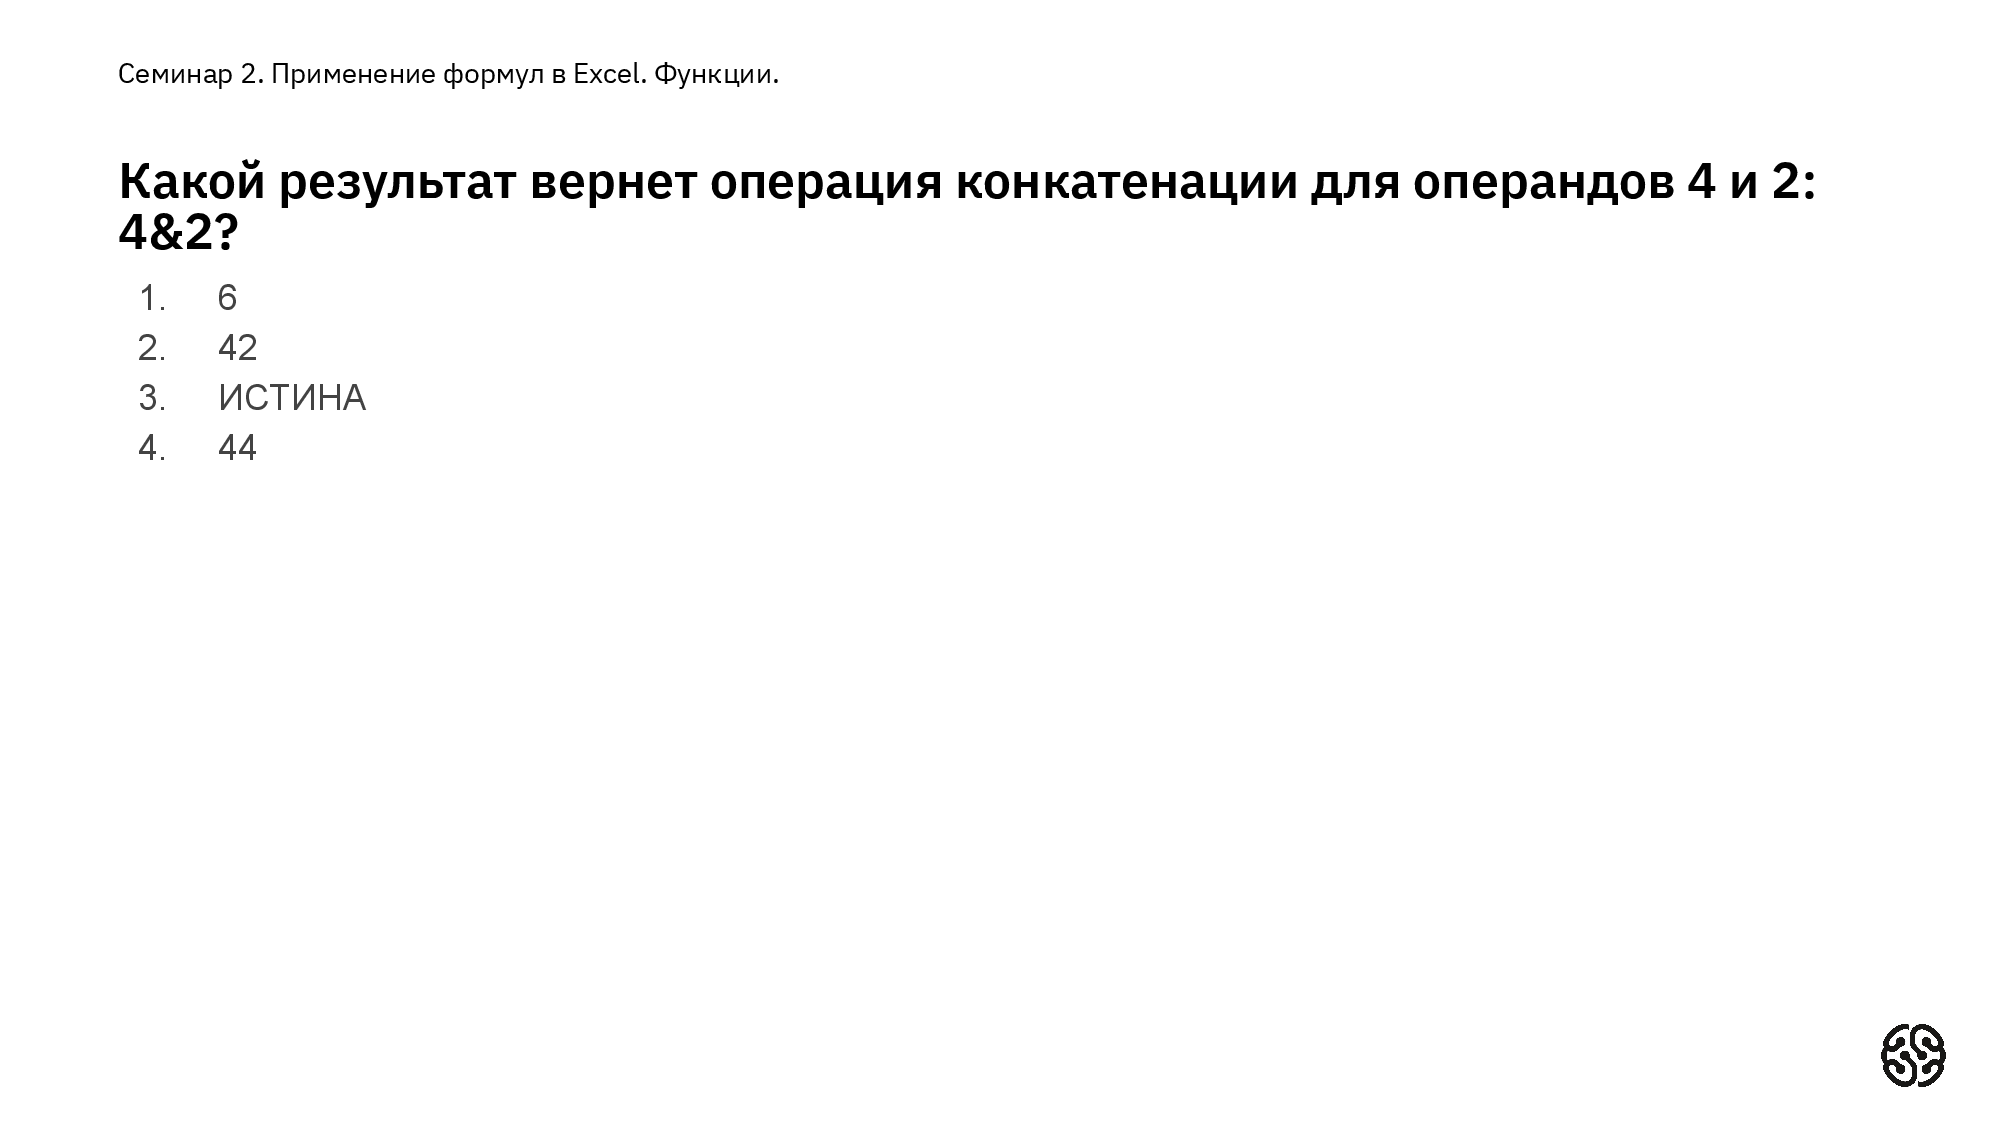 Семинар 2. Применение формул в Excel. Функции.
Какой результат вернет операция конкатенации для операндов 4 и 2:
4&2?
1. 6
2. 42
3. ИСТИНА
4. 44